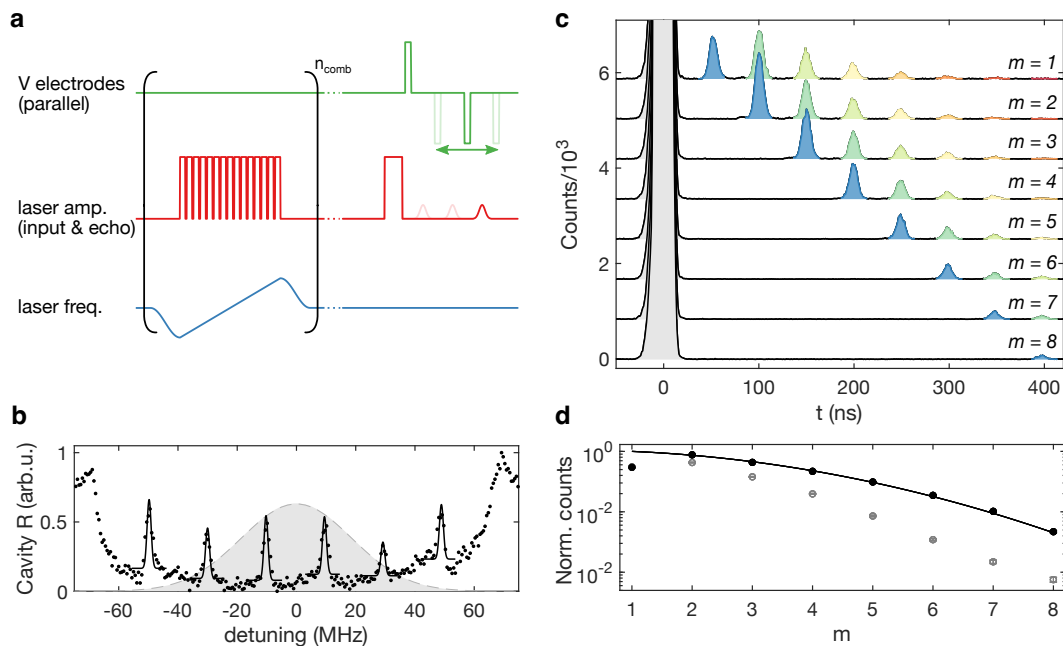 a
V electrodes
(parallel)
n_comb
laser amp.
(input & echo)
laser freq.
b
Cavity R (arb.u.)
1
0.5
0
-60
-40
-20
0
20
40
60
detuning (MHz)
c
Counts/10^3
6
4
2
0
m = 1
m = 2
m = 3
m = 4
m = 5
m = 6
m = 7
m = 8
0
100
200
300
400
t (ns)
d
Norm. counts
10^0
10^-2
10^-2
1
2
3
4
5
6
7
8
m